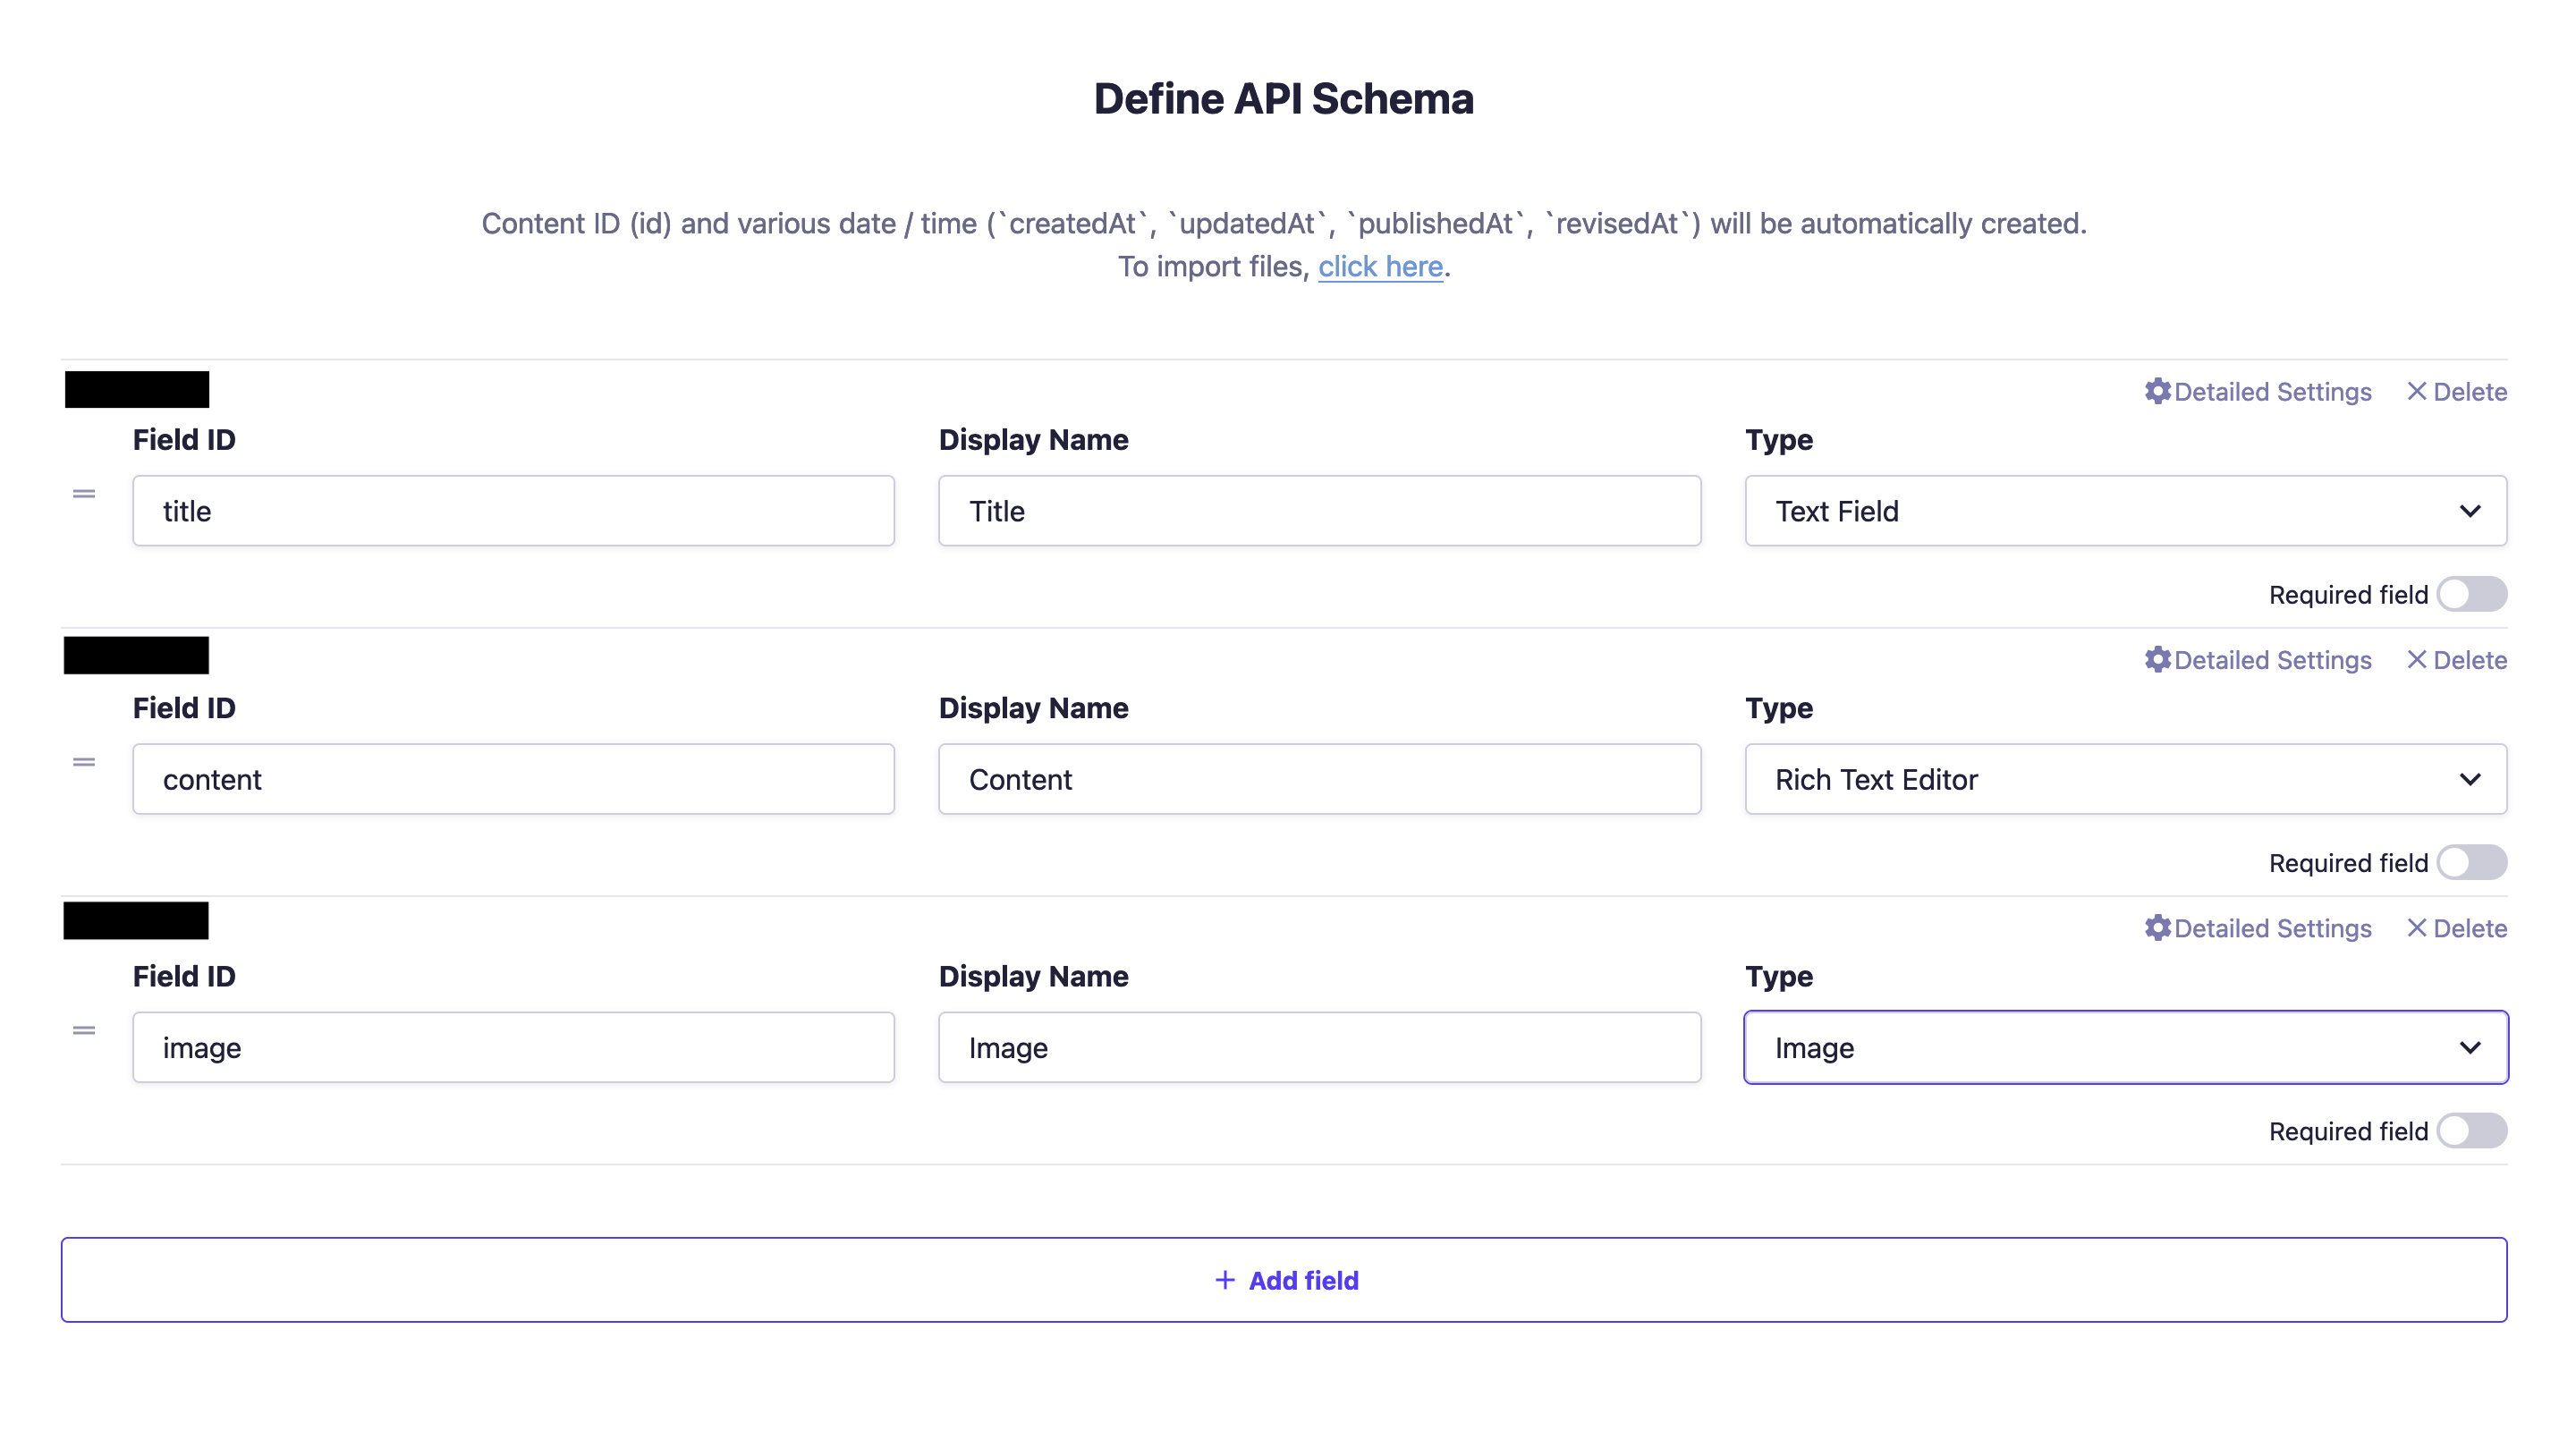 Define API Schema
Content ID (id) and various date / time (`createdAt`, `updatedAt`, `publishedAt`, `revisedAt`) will be automatically created.
To import files, click here.
Detailed Settings Delete
Field ID Display Name Type
title Title Text Field
Required field
Detailed Settings Delete
Field ID Display Name Type
content Content Rich Text Editor
Required field
Detailed Settings Delete
Field ID Display Name Type
image Image Image
Required field
+ Add field